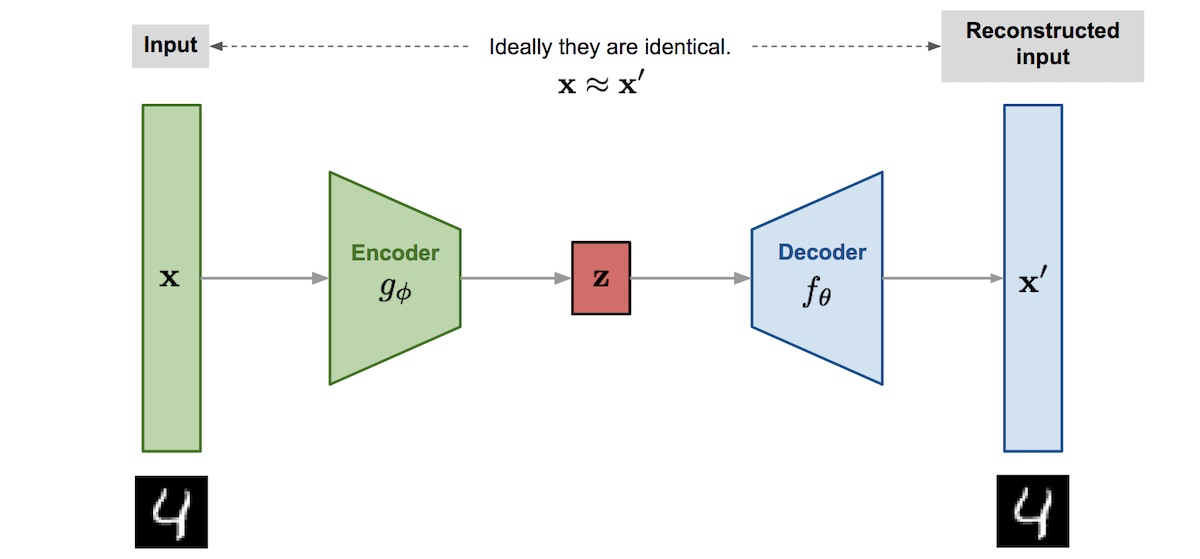 Input
Ideally they are identical.
x ≈ x′
Reconstructed
input
x
Encoder
gϕ
z
Decoder
fθ
x′
4
4